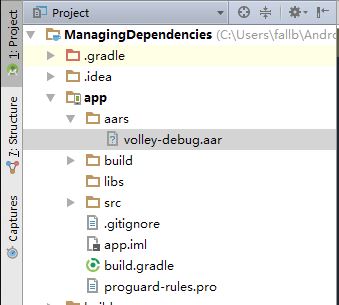 Project
ManagingDependencies (C:\Users\fallb\Andro
.gradle
.idea
app
aars
volley-debug.aar
build
libs
src
.gitignore
app.iml
build.gradle
proguard-rules.pro
1: Project
7: Structure
Captures